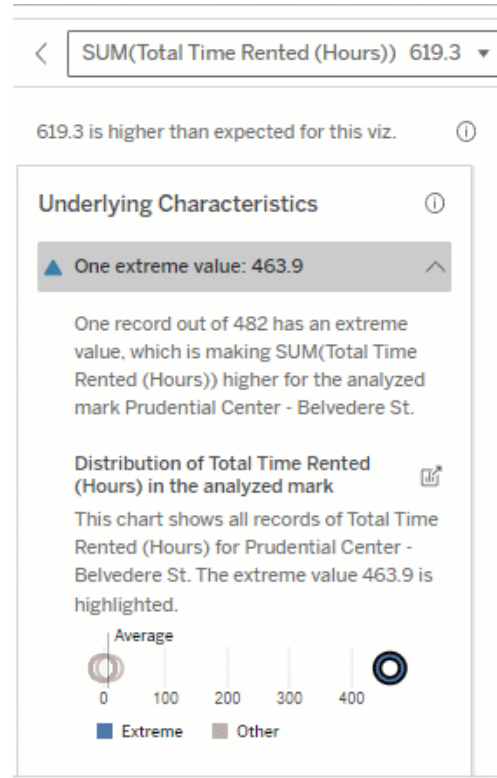 SUM(Total Time Rented (Hours)) 619.3
619.3 is higher than expected for this viz.
Underlying Characteristics
One extreme value: 463.9
One record out of 482 has an extreme
value, which is making SUM(Total Time
Rented (Hours)) higher for the analyzed
mark Prudential Center - Belvedere St.
Distribution of Total Time Rented
(Hours) in the analyzed mark
This chart shows all records of Total Time
Rented (Hours) for Prudential Center -
Belvedere St. The extreme value 463.9 is
highlighted.
Average
0 100 200 300 400
Extreme Other